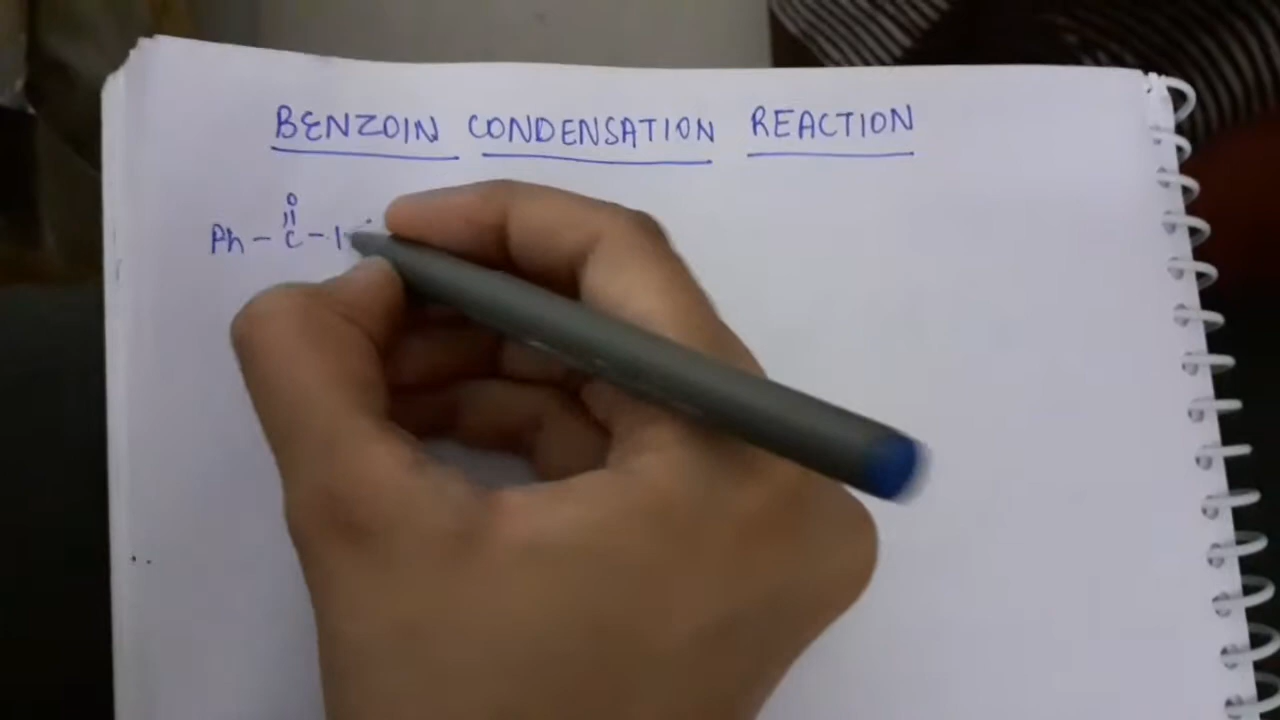 BENZOIN CONDENSATION REACTION
O
||
Ph - C -